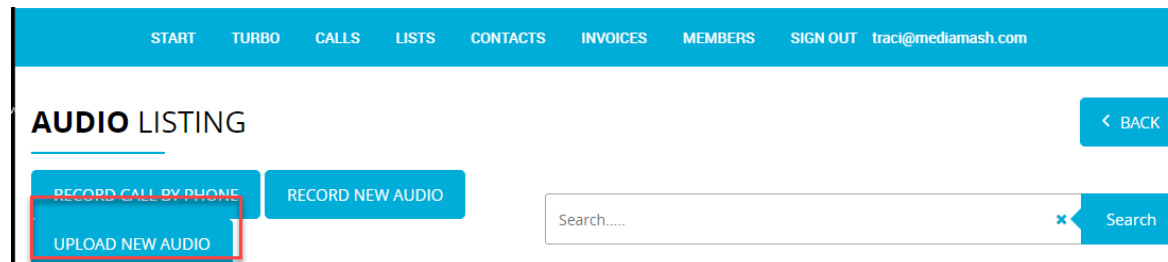 START TURBO CALLS LISTS CONTACTS INVOICES MEMBERS SIGN OUT traci@mediamash.com
AUDIO LISTING
BACK
RECORD CALL BY PHONE RECORD NEW AUDIO
Search..... Search
UPLOAD NEW AUDIO